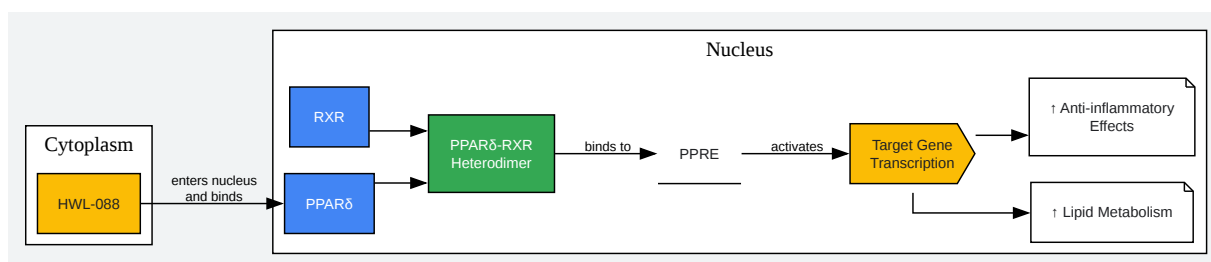 Nucleus
Cytoplasm
HWL-088
enters nucleus
and binds
RXR
PPARδ
PPARδ-RXR
Heterodimer
binds to
PPRE
activates
Target Gene
Transcription
↑ Anti-inflammatory
Effects
↑ Lipid Metabolism